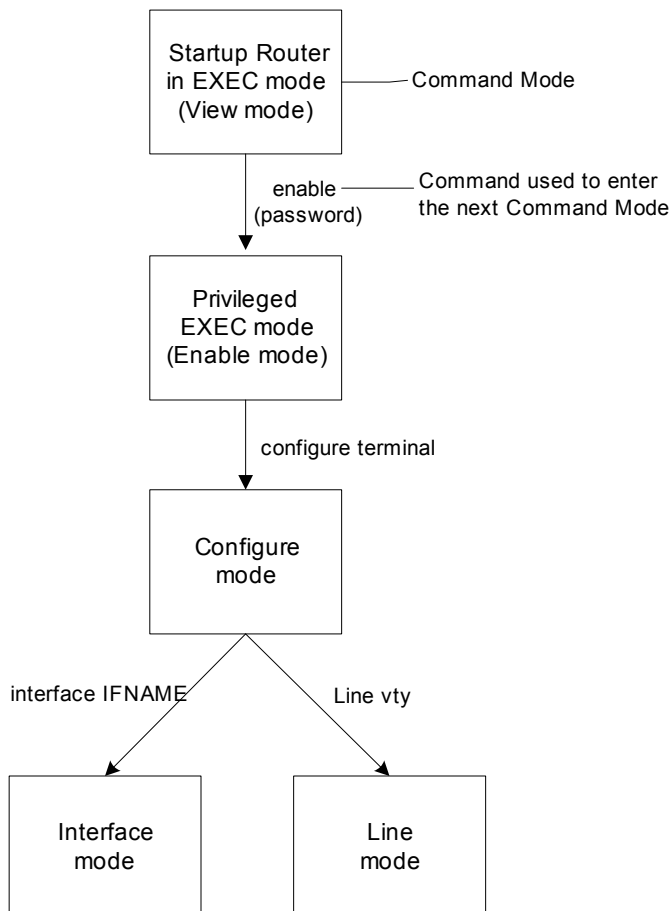 Startup Router
in EXEC mode
(View mode)
Command Mode
enable
(password)
Command used to enter
the next Command Mode
Privileged
EXEC mode
(Enable mode)
configure terminal
Configure
mode
interface IFNAME
Line vty
Interface
mode
Line
mode